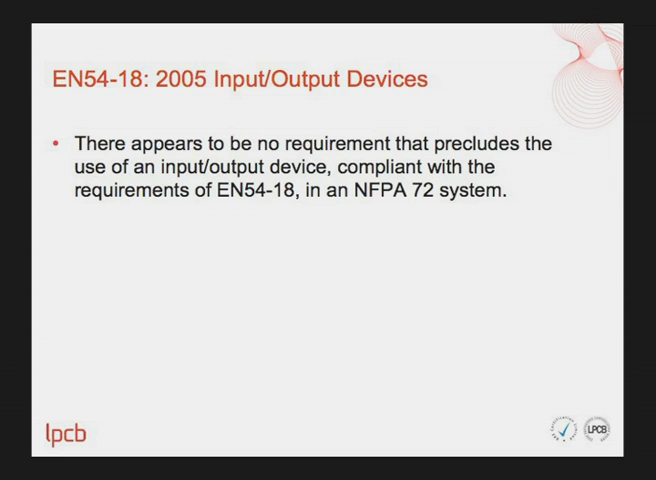 EN54-18: 2005 Input/Output Devices
• There appears to be no requirement that precludes the
use of an input/output device, compliant with the
requirements of EN54-18, in an NFPA 72 system.
lpcb
LPCB